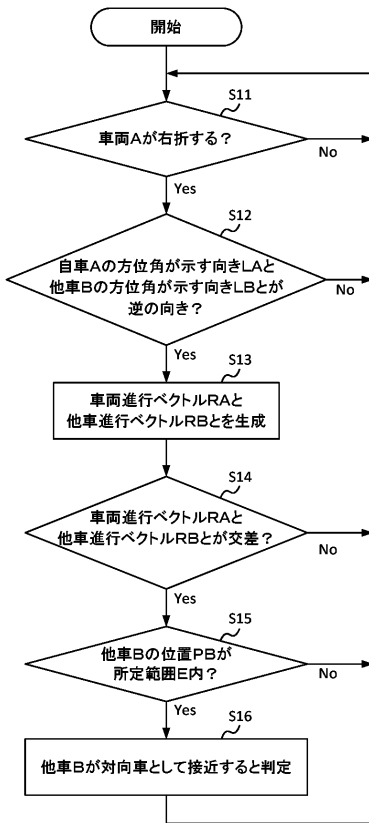 開始
S11
車両Aが右折する？
No
Yes
S12
自車Aの方位角が示す向きLAと
他車Bの方位角が示す向きLBとが
逆の向き？
No
Yes
S13
車両進行ベクトルRAと
他車進行ベクトルRBとを生成
S14
車両進行ベクトルRAと
他車進行ベクトルRBとが交差？
No
Yes
S15
他車Bの位置PBが
所定範囲E内？
No
Yes
S16
他車Bが対向車として接近すると判定